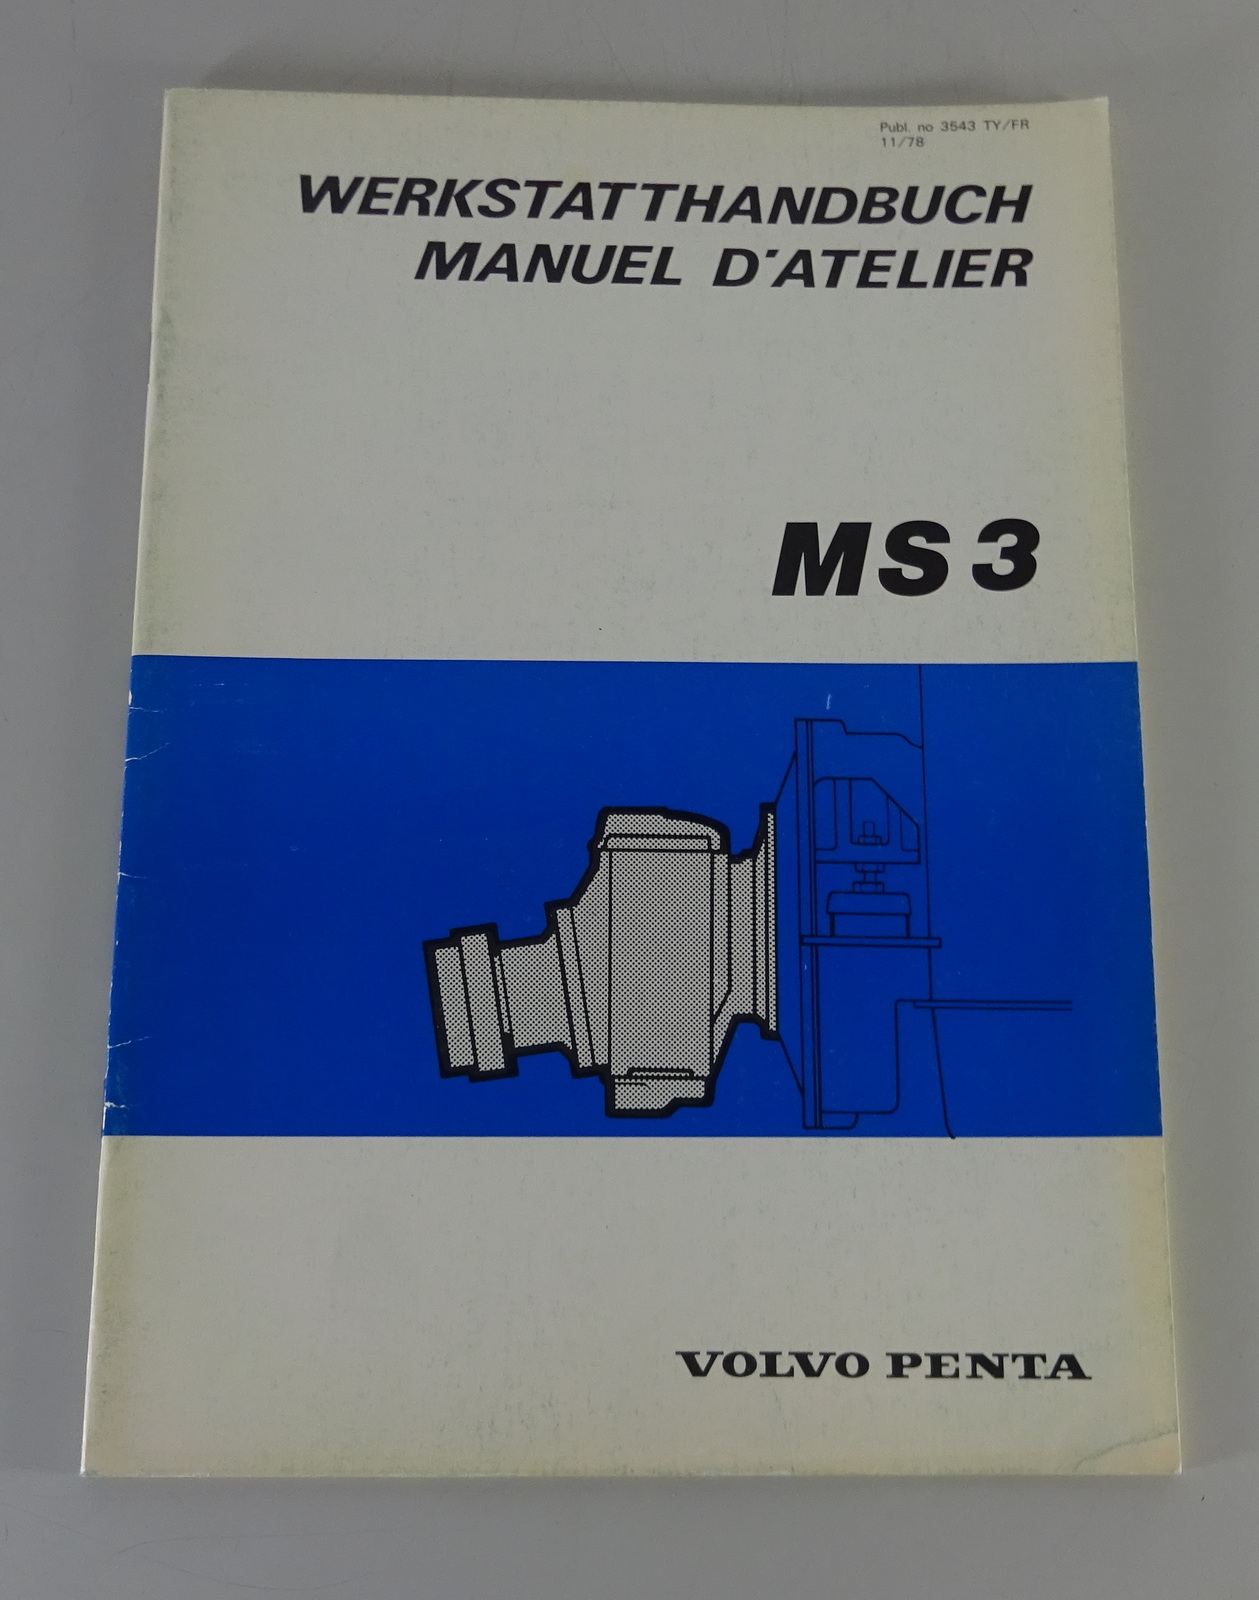 Publ. no 3543 TY/FR
11/78
WERKSTATTHANDBUCH
MANUEL D'ATELIER
MS 3
VOLVO PENTA